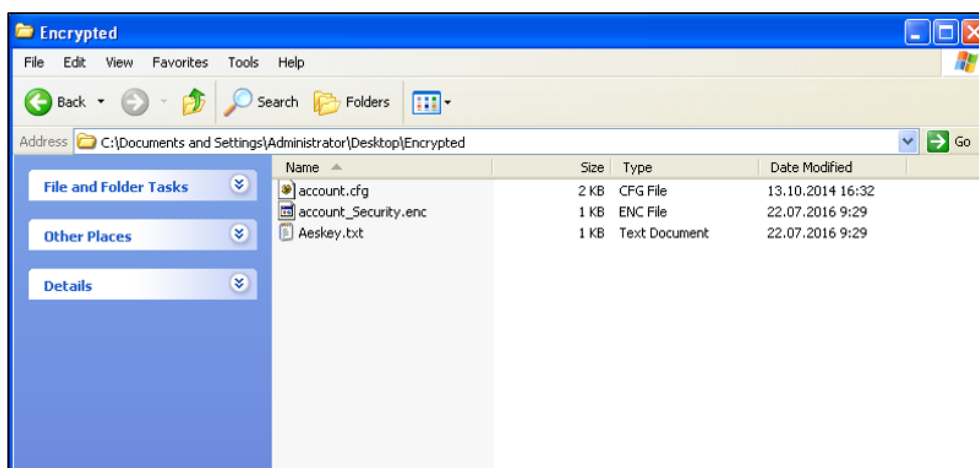 Encrypted
File Edit View Favorites Tools Help
Back Search Folders
Address C:\Documents and Settings\Administrator\Desktop\Encrypted Go
File and Folder Tasks
Other Places
Details
Name Size Type Date Modified
account.cfg 2 KB CFG File 13.10.2014 16:32
account_Security.enc 1 KB ENC File 22.07.2016 9:29
Aeskey.txt 1 KB Text Document 22.07.2016 9:29